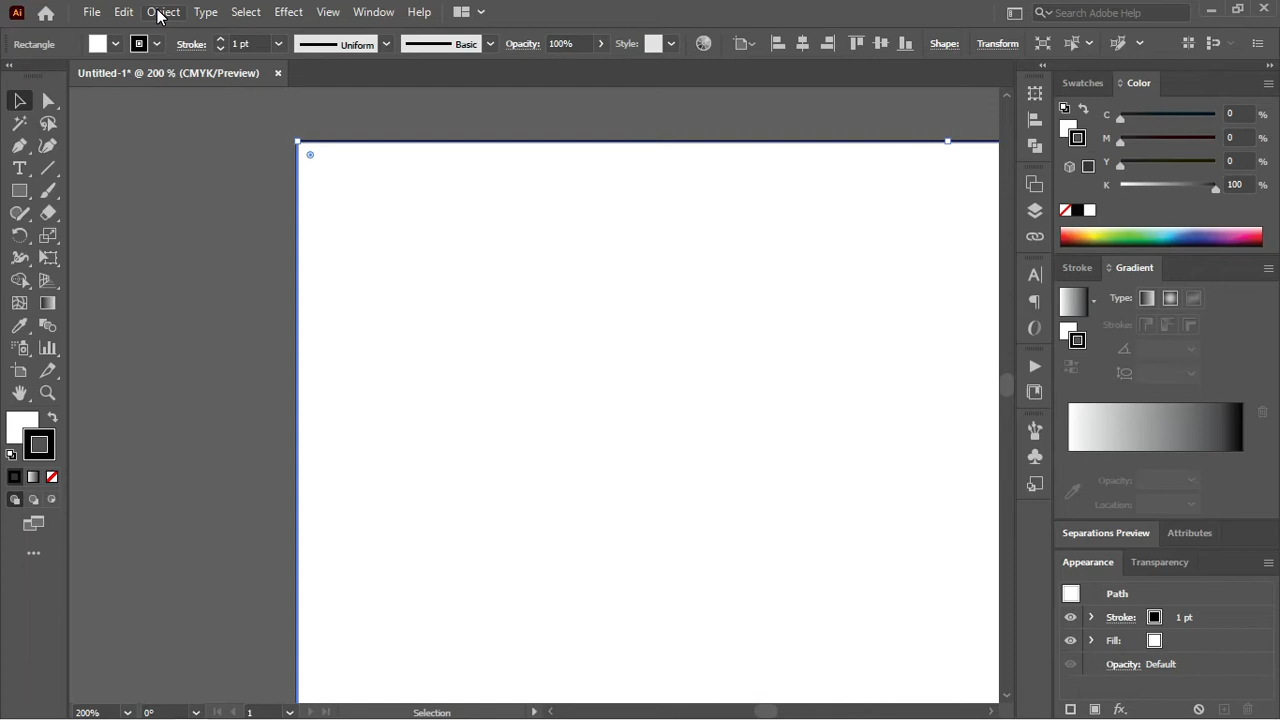 Ai File Edit Object Type Select Effect View Window Help Search Adobe Help
Rectangle Stroke: 1 pt Uniform Basic Opacity: 100% Style: Shape: Transform
Untitled-1* @ 200 % (CMYK/Preview)
Swatches Color
C 0 %
M 0 %
Y 0 %
K 100 %
Stroke Gradient
Type:
Stroke:
Opacity:
Location:
Separations Preview Attributes
Appearance Transparency
Path
Stroke: 1 pt
Fill:
Opacity: Default
fx
200% 0° 1 Selection